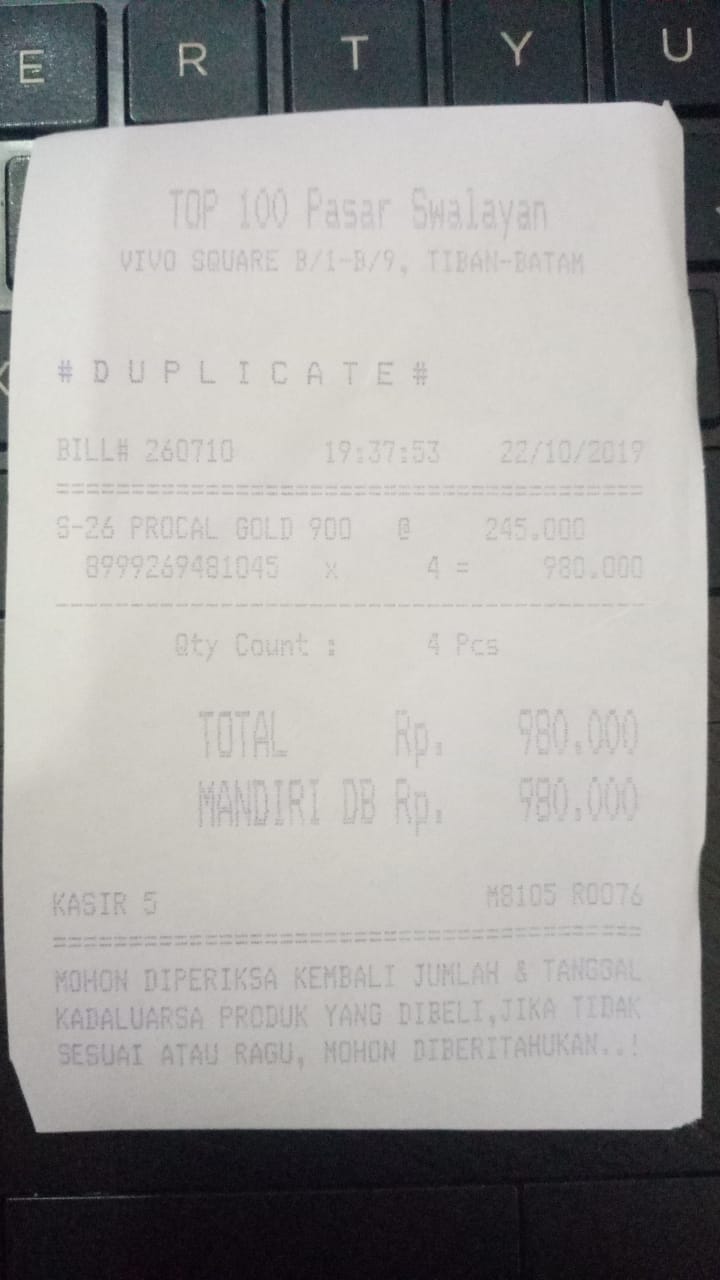 E R T Y U
TOP 100 Pasar Swalayan
VIVO SQUARE B/1-B/9, TIBAN-BATAM
#DUPLICATE#
BILL# 260710 19:37:53 22/10/2019
========================================
S-26 PROCAL GOLD 900 @ 245.000
8999269481045 x 4 = 980.000
----------------------------------------
Qty Count : 4 Pcs
TOTAL Rp. 980.000
MANDIRI DB Rp. 980.000
KASIR 5 M8105 R0076
========================================
MOHON DIPERIKSA KEMBALI JUMLAH & TANGGAL
KADALUARSA PRODUK YANG DIBELI,JIKA TIDAK
SESUAI ATAU RAGU, MOHON DIBERITAHUKAN..!